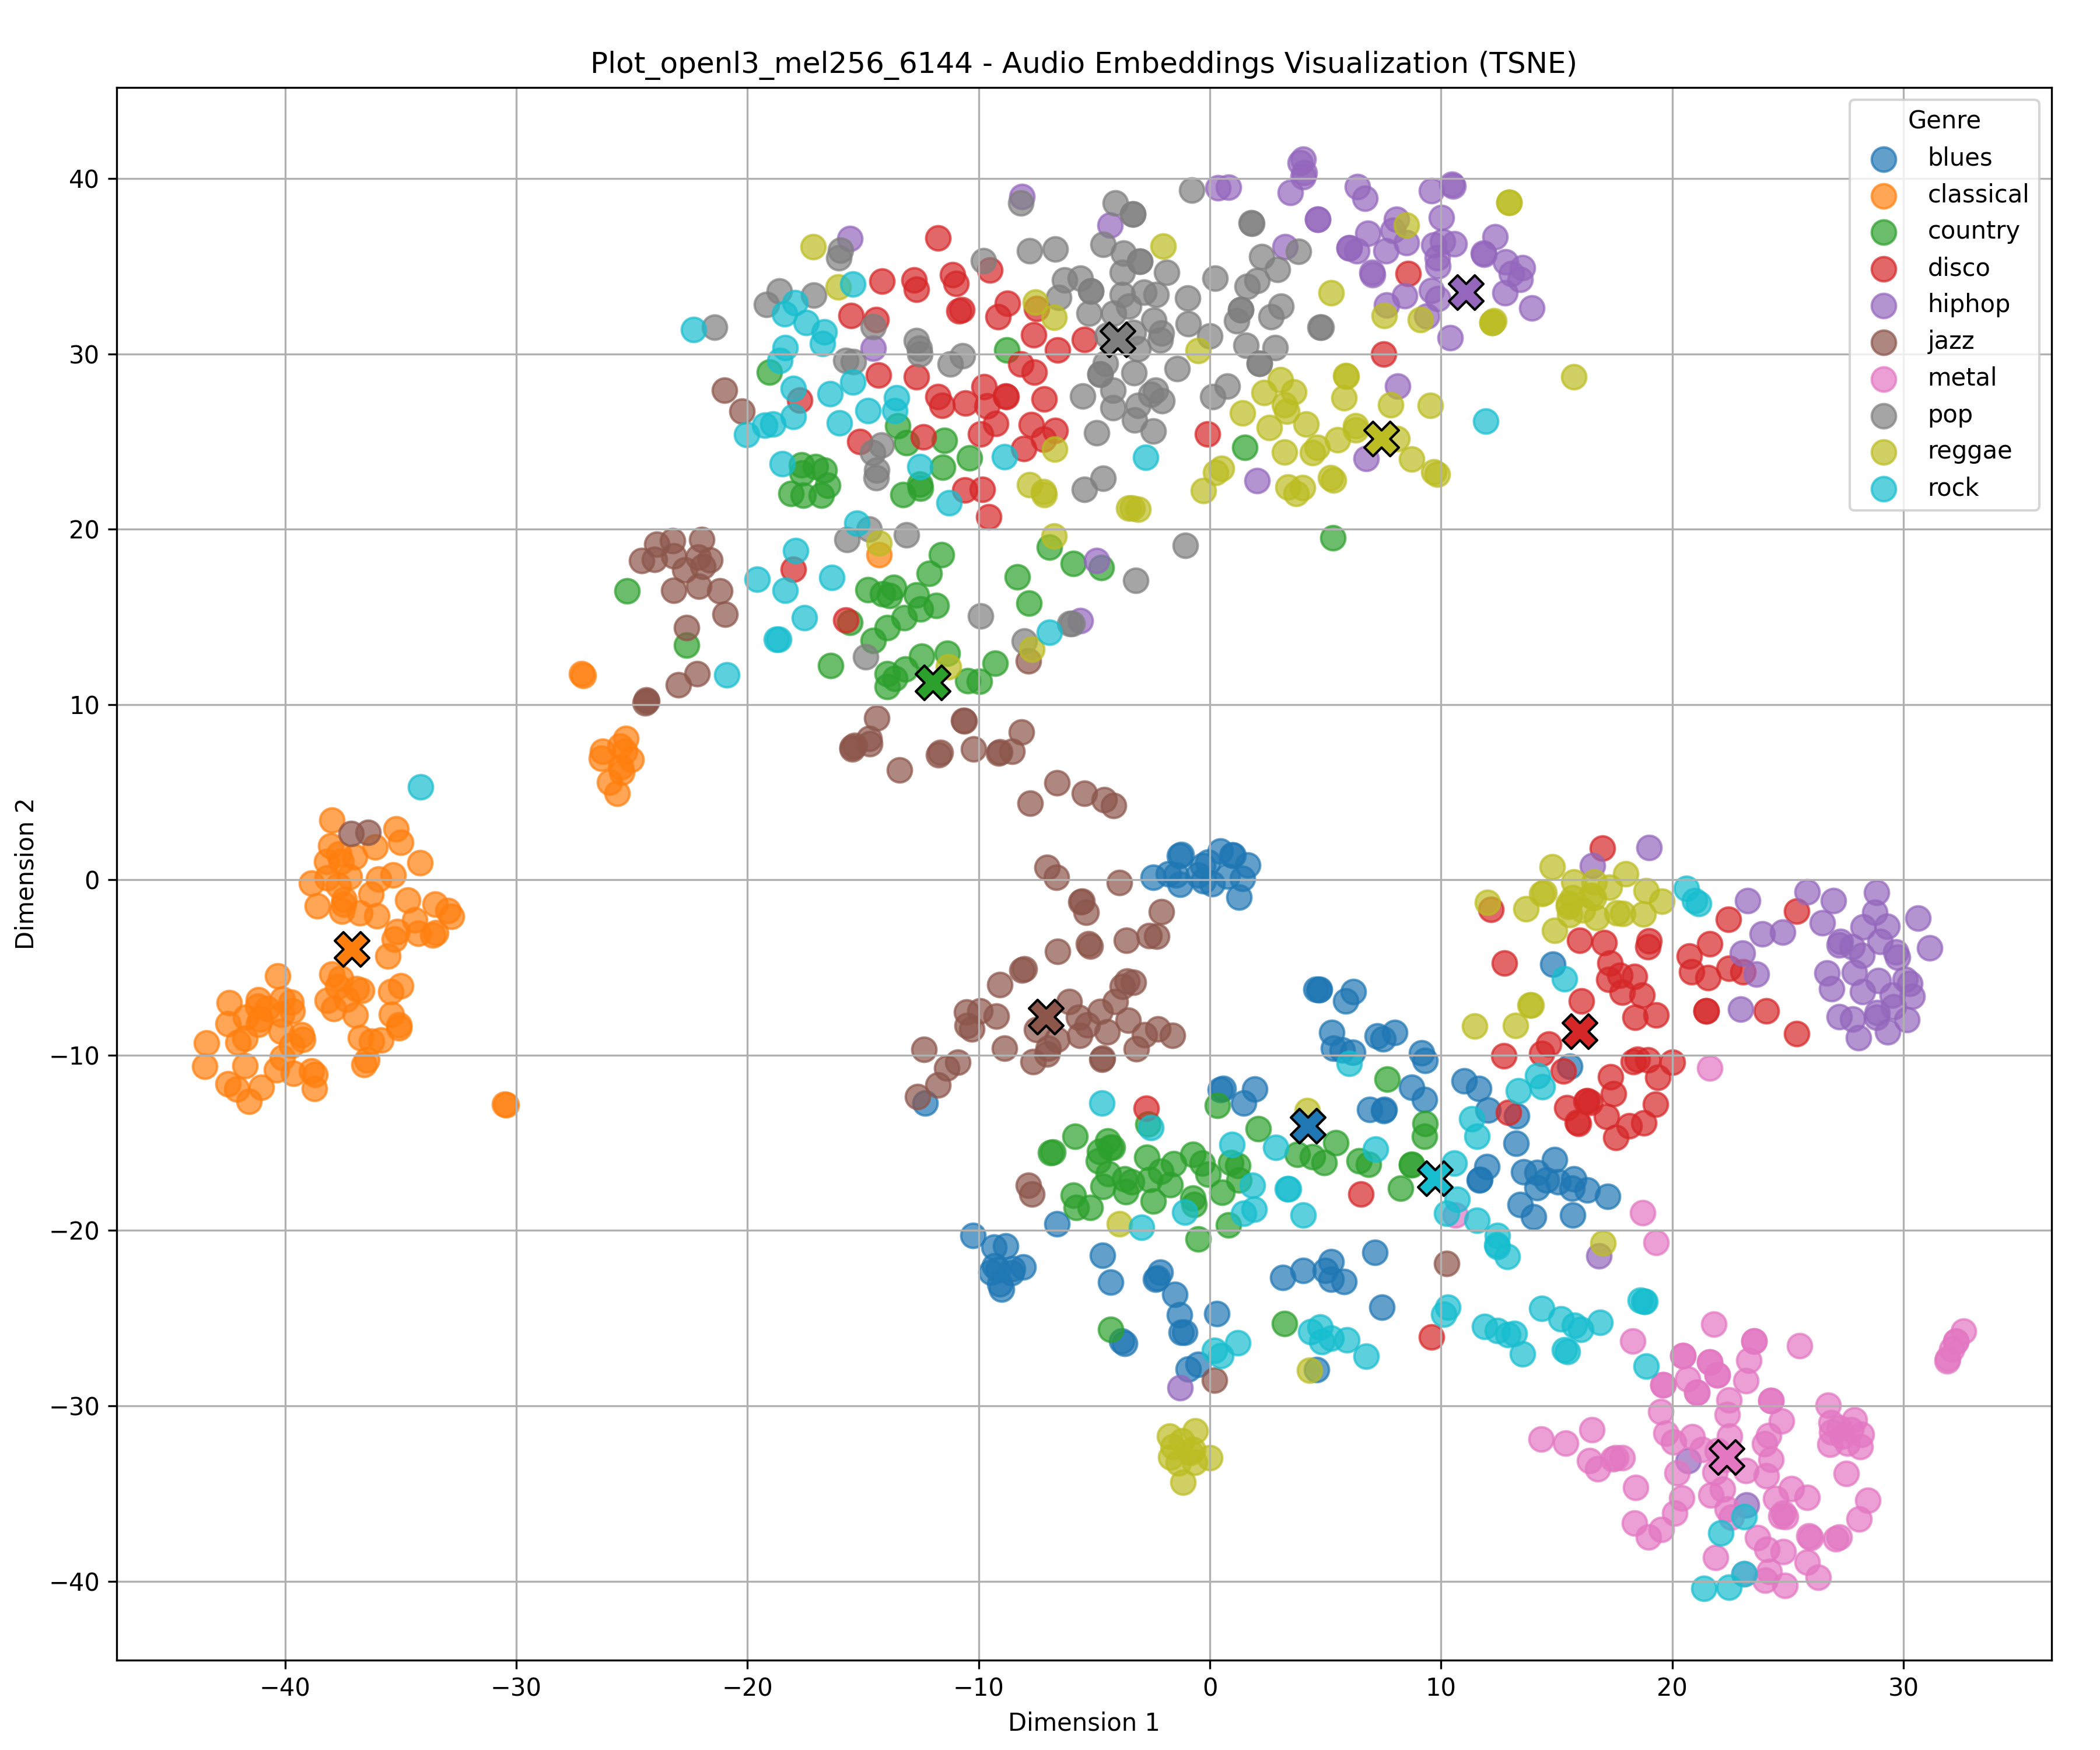 Plot_openl3_mel256_6144 - Audio Embeddings Visualization (TSNE)
Genre
blues
classical
country
disco
hiphop
jazz
metal
pop
reggae
rock
Dimension 2
40
30
20
10
0
−10
−20
−30
−40
−40
−30
−20
−10
0
10
20
30
Dimension 1